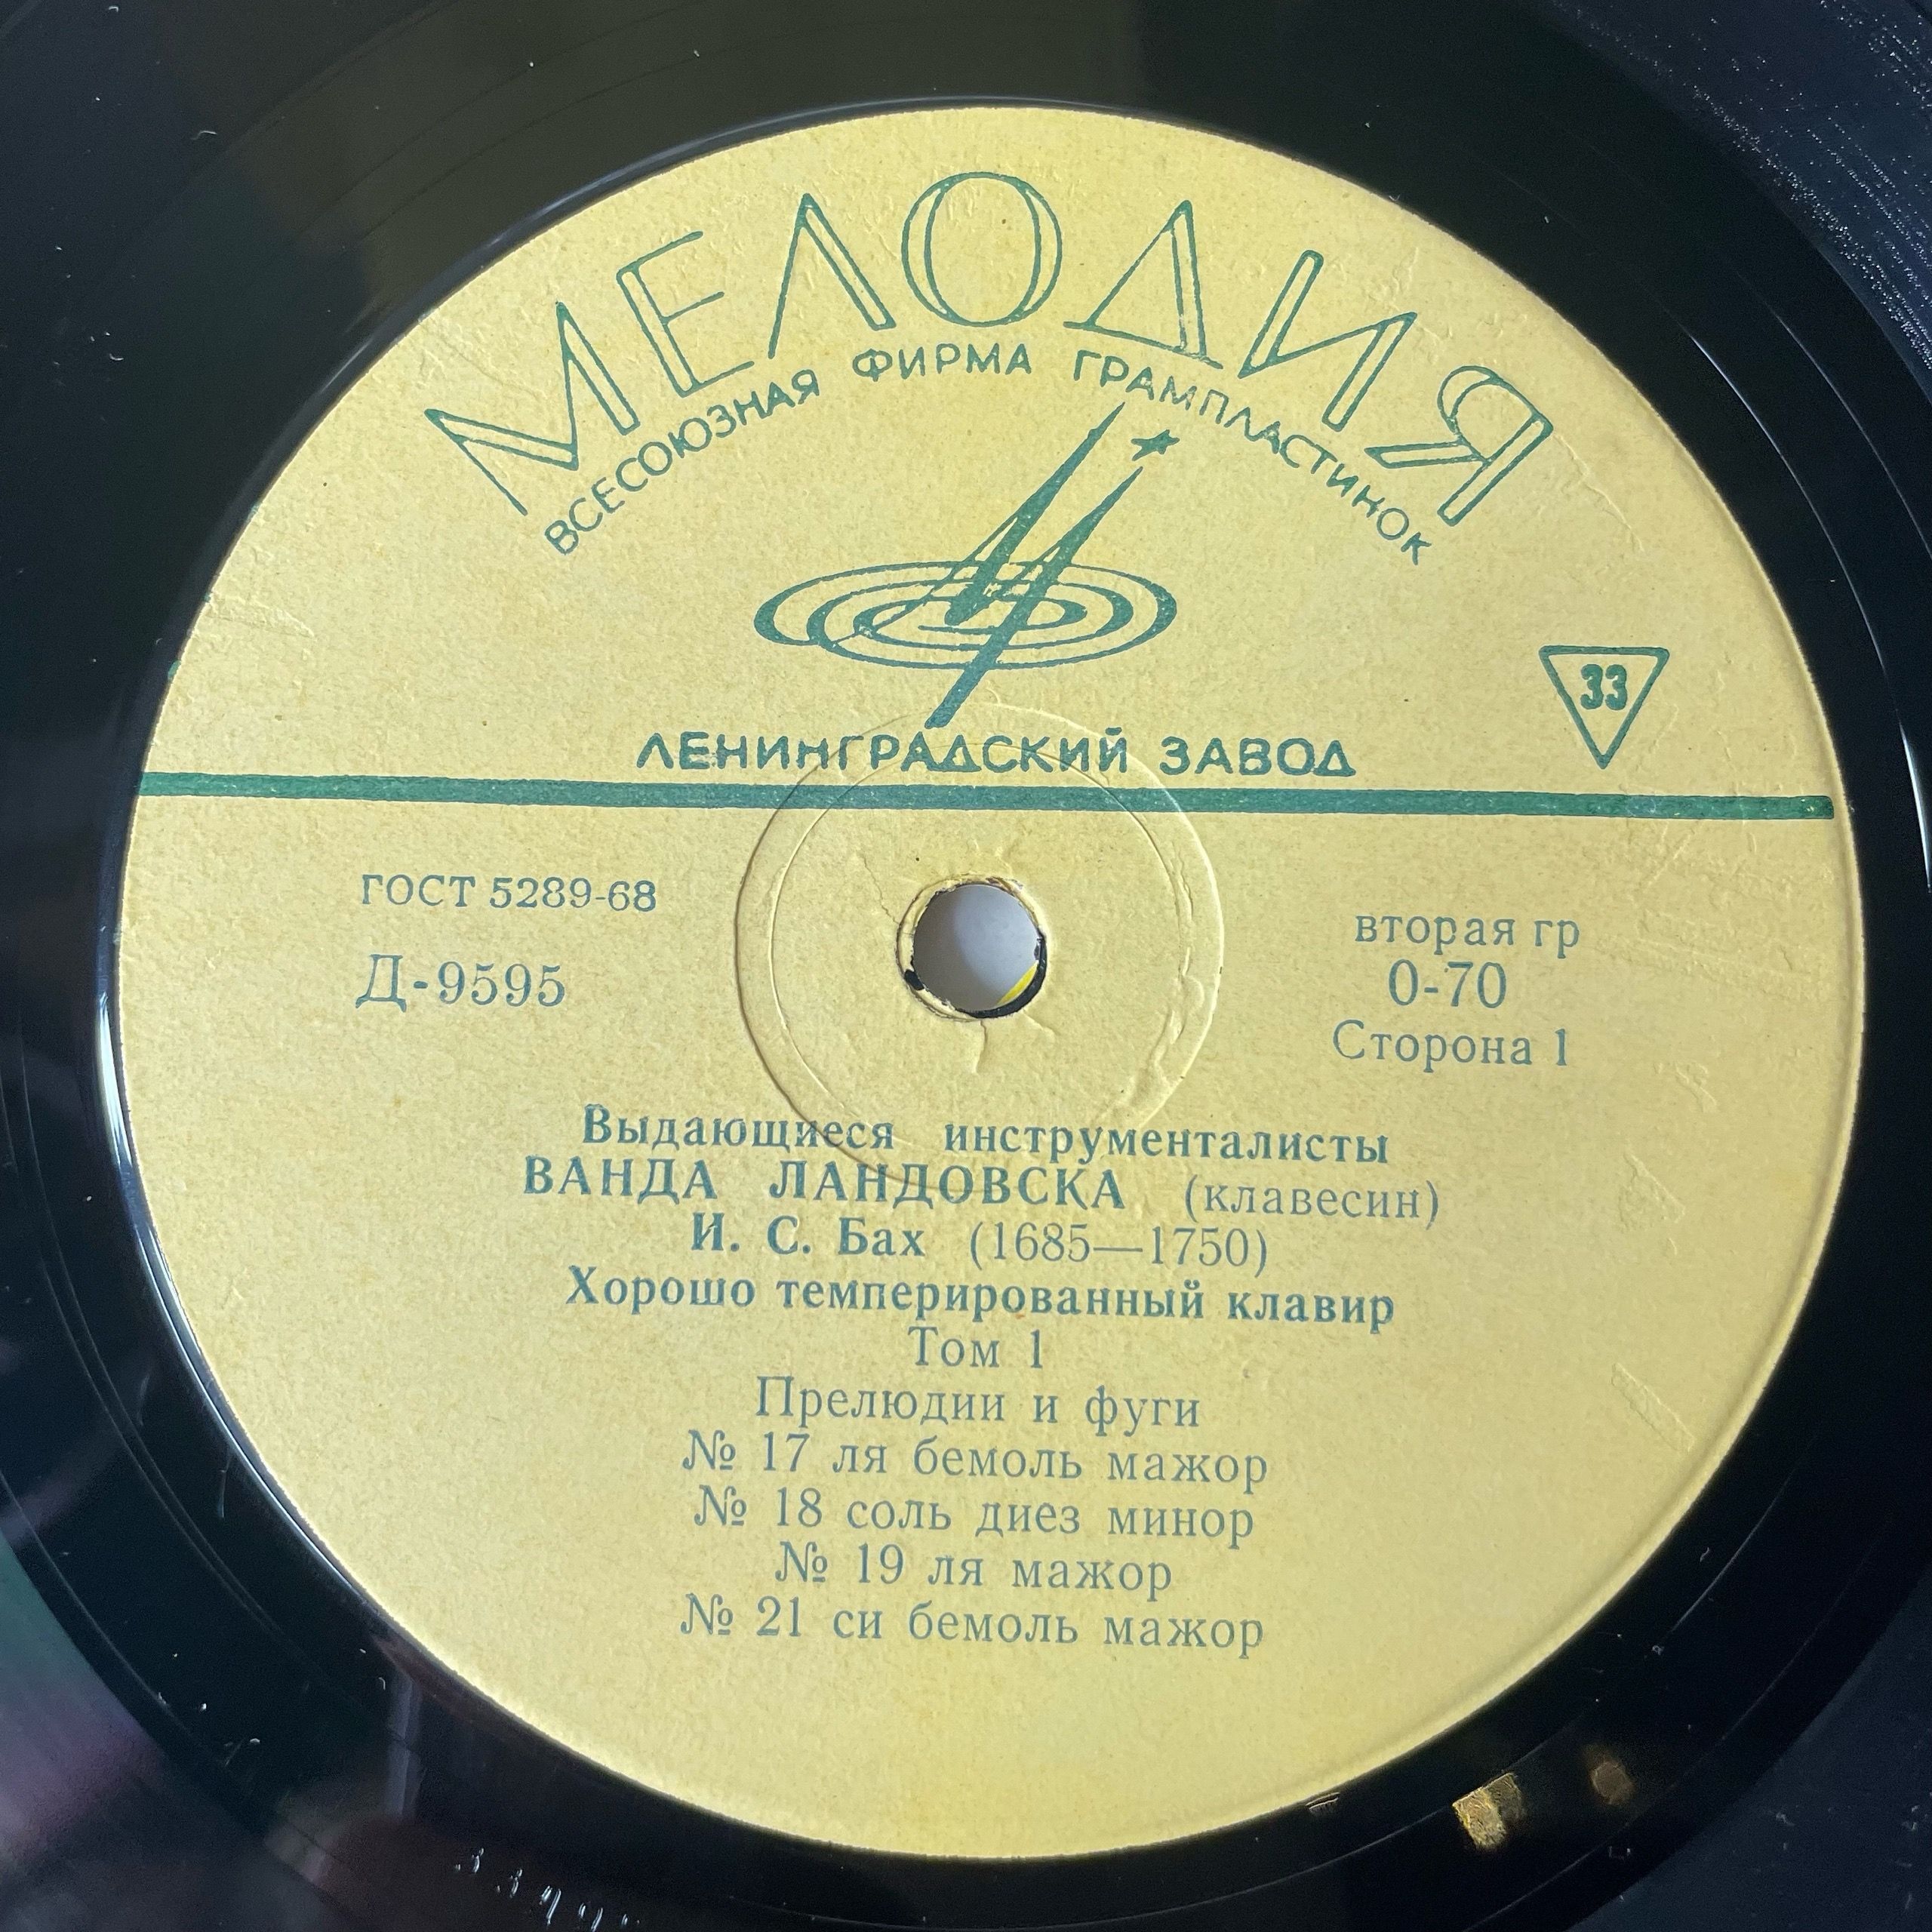 МЕЛОДИЯ
ВСЕСОЮЗНАЯ ФИРМА ГРАМПЛАСТИНОК
33
ЛЕНИНГРАДСКИЙ ЗАВОД
ГОСТ 5289-68
Д-9595
вторая гр
0-70
Сторона 1
Выдающиеся инструменталисты
ВАНДА ЛАНДОВСКА (клавесин)
И. С. Бах (1685—1750)
Хорошо темперированный клавир
Том 1
Прелюдии и фуги
№ 17 ля бемоль мажор
№ 18 соль диез минор
№ 19 ля мажор
№ 21 си бемоль мажор